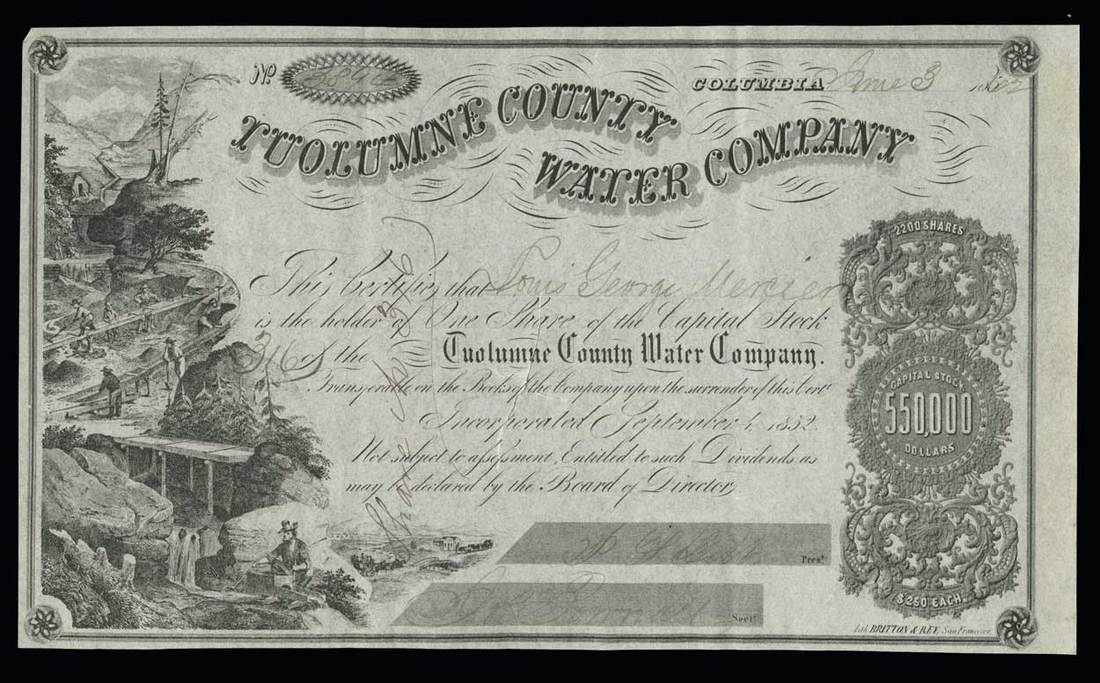 No.
COLUMBIA June 3
TUOLUMNE COUNTY
WATER COMPANY
This Certifies, that Louis George Mercier
is the holder of One Share of the Capital Stock
316 of the Tuolumne County Water Company.
Transferable on the Books of the Company upon the surrender of this Cert.
Incorporated September 4, 1852.
Not subject to assessment, Entitled to such Dividends as
may be declared by the Board of Directors
Prest.
Secty.
2200 SHARES
CAPITAL STOCK
550,000
DOLLARS
$250 EACH.
Lith. BRITTON & REY, San Francisco.